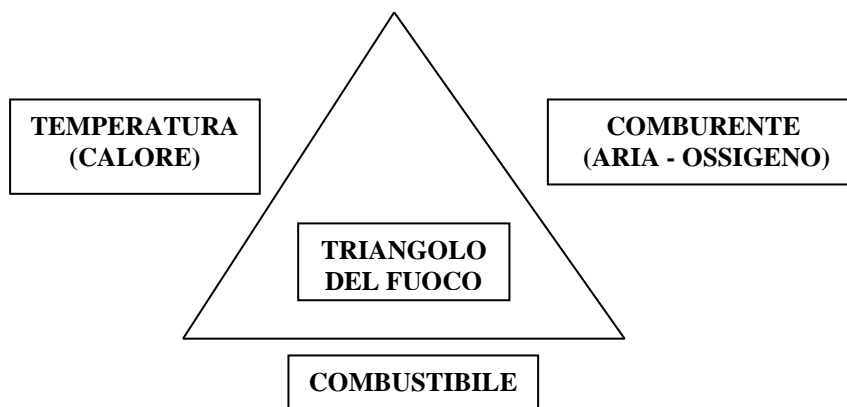 TEMPERATURA
(CALORE)
COMBURENTE
(ARIA - OSSIGENO)
TRIANGOLO
DEL FUOCO
COMBUSTIBILE